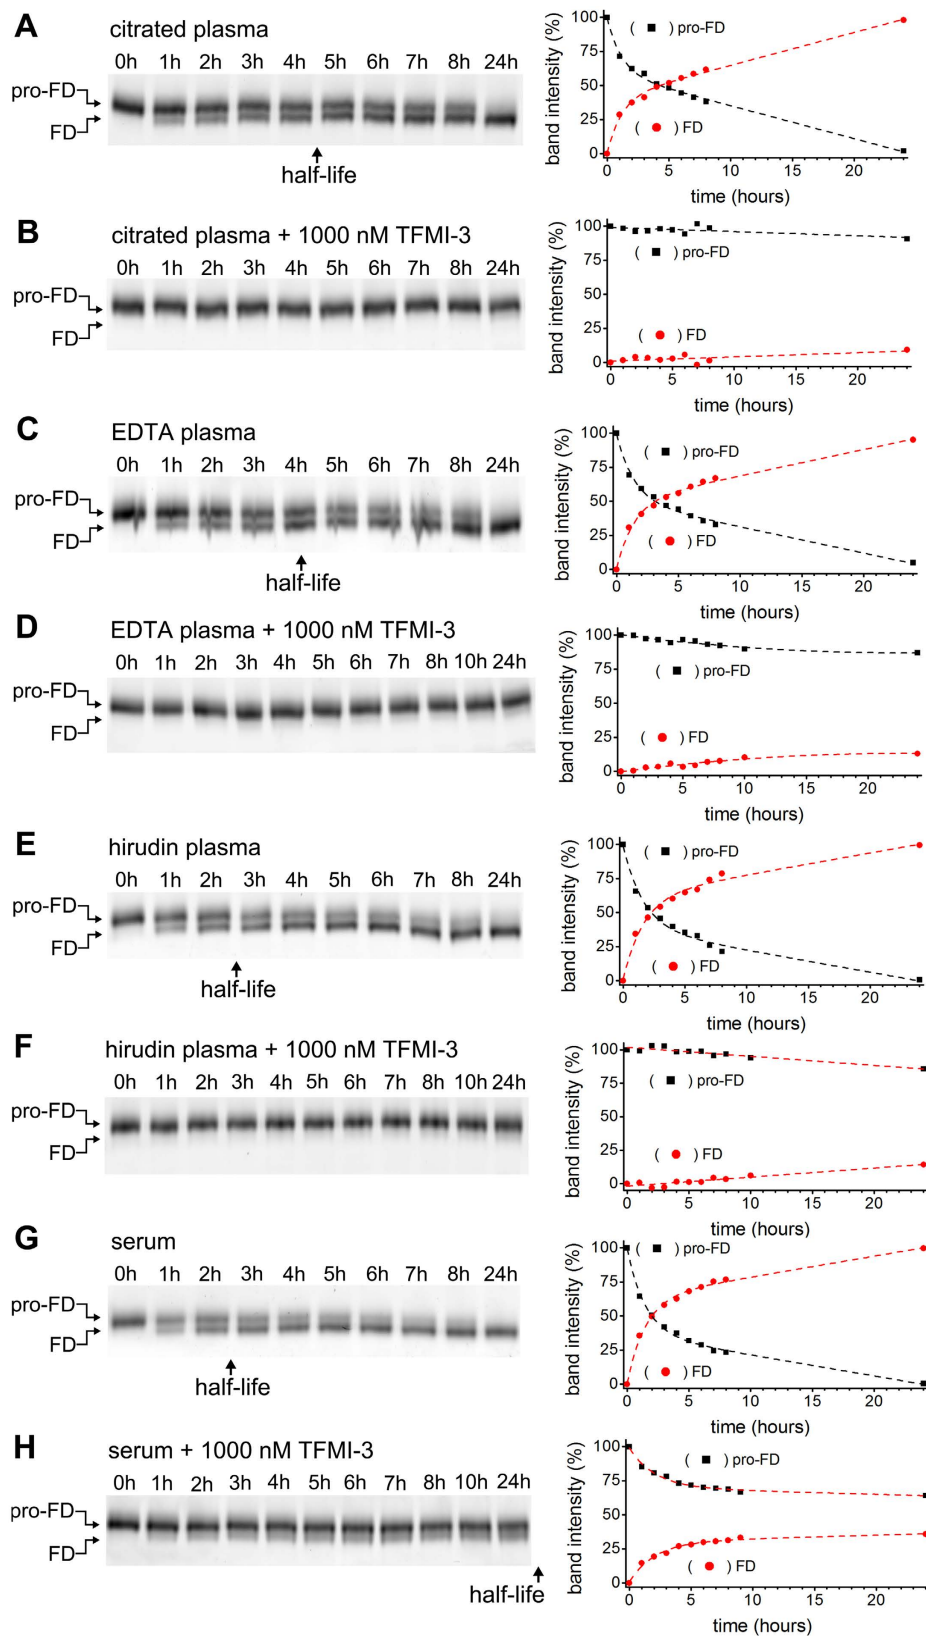 A
citrated plasma
0h 1h 2h 3h 4h 5h 6h 7h 8h 24h
pro-FD
FD
half-life
band intensity (%)
100
75
50
25
0
( ■ ) pro-FD
( ● ) FD
0 5 10 15 20
time (hours)
B
citrated plasma + 1000 nM TFMI-3
0h 1h 2h 3h 4h 5h 6h 7h 8h 24h
pro-FD
FD
band intensity (%)
100
75
50
25
0
( ■ ) pro-FD
( ● ) FD
0 5 10 15 20
time (hours)
C
EDTA plasma
0h 1h 2h 3h 4h 5h 6h 7h 8h 24h
pro-FD
FD
half-life
band intensity (%)
100
75
50
25
0
( ■ ) pro-FD
( ● ) FD
0 5 10 15 20
time (hours)
D
EDTA plasma + 1000 nM TFMI-3
0h 1h 2h 3h 4h 5h 6h 7h 8h 10h 24h
pro-FD
FD
band intensity (%)
100
75
50
25
0
( ■ ) pro-FD
( ● ) FD
0 5 10 15 20
time (hours)
E
hirudin plasma
0h 1h 2h 3h 4h 5h 6h 7h 8h 24h
pro-FD
FD
half-life
band intensity (%)
100
75
50
25
0
( ■ ) pro-FD
( ● ) FD
0 5 10 15 20
time (hours)
F
hirudin plasma + 1000 nM TFMI-3
0h 1h 2h 3h 4h 5h 6h 7h 8h 10h 24h
pro-FD
FD
band intensity (%)
100
75
50
25
0
( ■ ) pro-FD
( ● ) FD
0 5 10 15 20
time (hours)
G
serum
0h 1h 2h 3h 4h 5h 6h 7h 8h 24h
pro-FD
FD
half-life
band intensity (%)
100
75
50
25
0
( ■ ) pro-FD
( ● ) FD
0 5 10 15 20
time (hours)
H
serum + 1000 nM TFMI-3
0h 1h 2h 3h 4h 5h 6h 7h 8h 10h 24h
pro-FD
FD
half-life
band intensity (%)
100
75
50
25
0
( ■ ) pro-FD
( ● ) FD
0 5 10 15 20
time (hours)